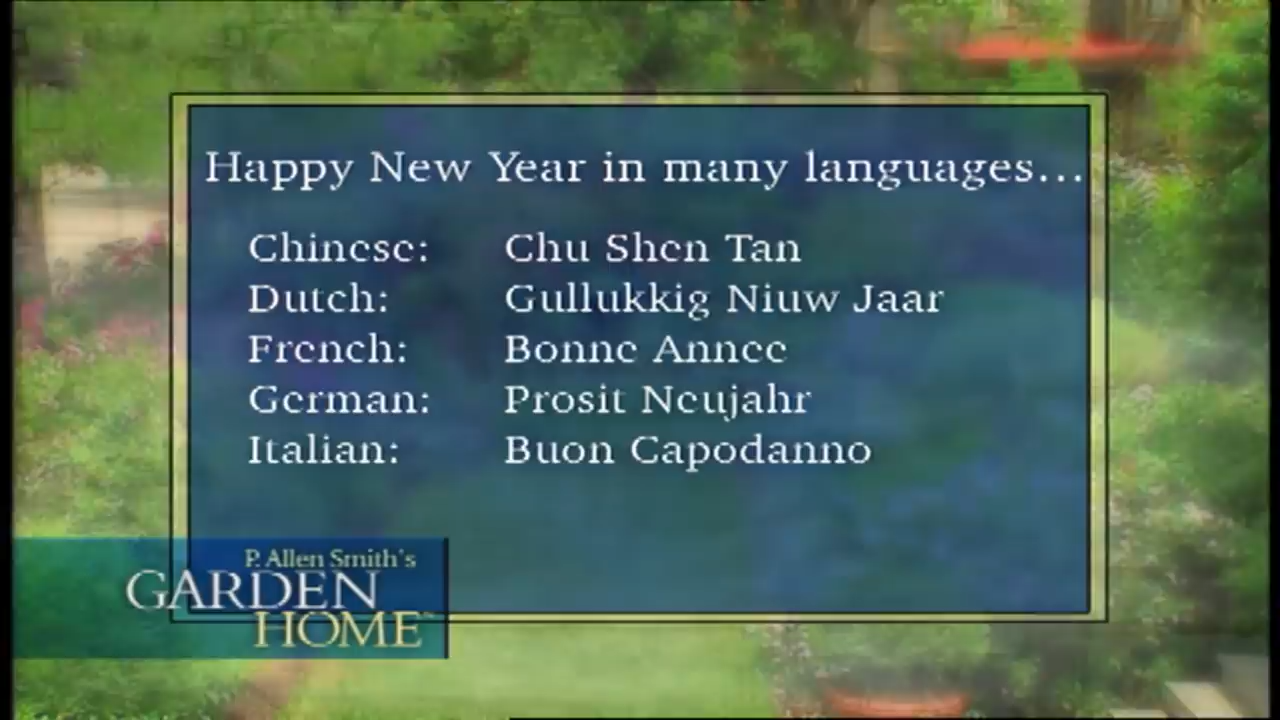 Happy New Year in many languages...
Chinese: Chu Shen Tan
Dutch: Gullukkig Niuw Jaar
French: Bonne Annee
German: Prosit Neujahr
Italian: Buon Capodanno
P. Allen Smith's
GARDEN
HOME™